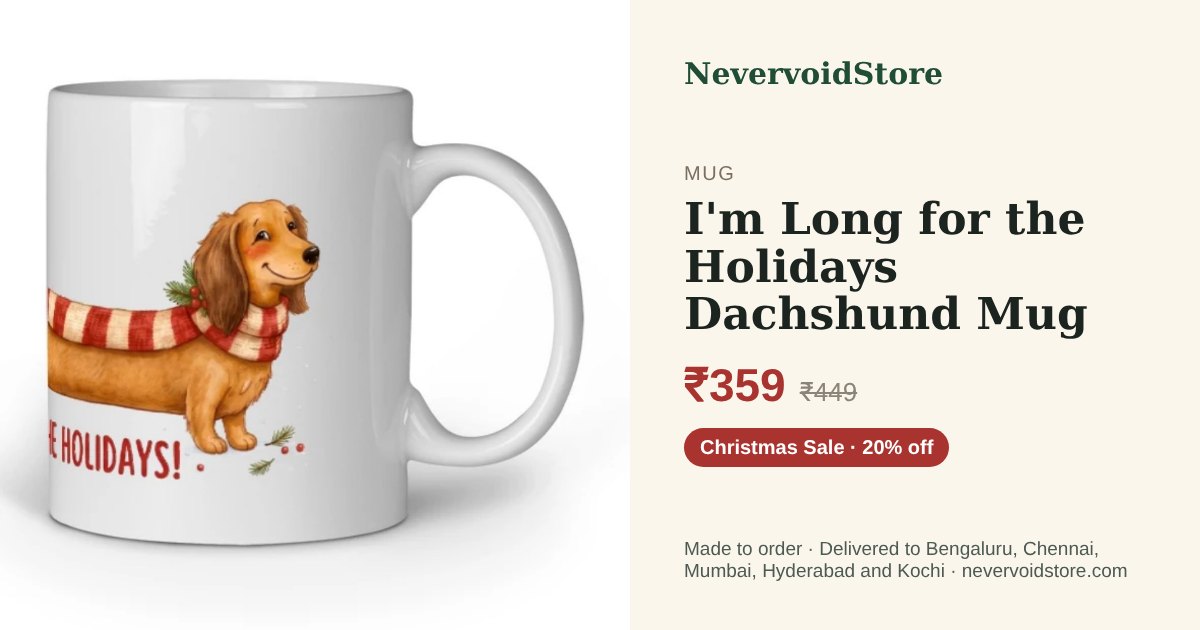 HE HOLIDAYS!
NevervoidStore
MUG
I'm Long for the
Holidays
Dachshund Mug
₹359 ₹449
Christmas Sale · 20% off
Made to order · Delivered to Bengaluru, Chennai,
Mumbai, Hyderabad and Kochi · nevervoidstore.com